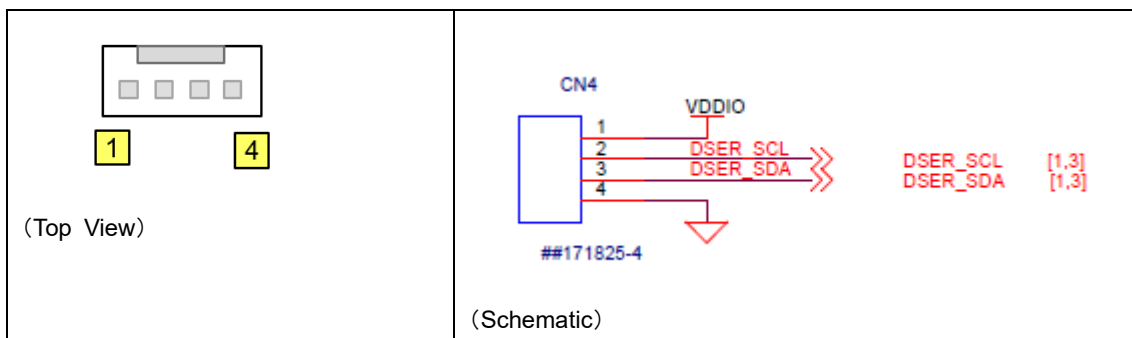 1
4
（Top View）
CN4
VDDIO
1
2
DSER_SCL
3
DSER_SDA
4
DSER_SCL [1,3]
DSER_SDA [1,3]
##171825-4
（Schematic）